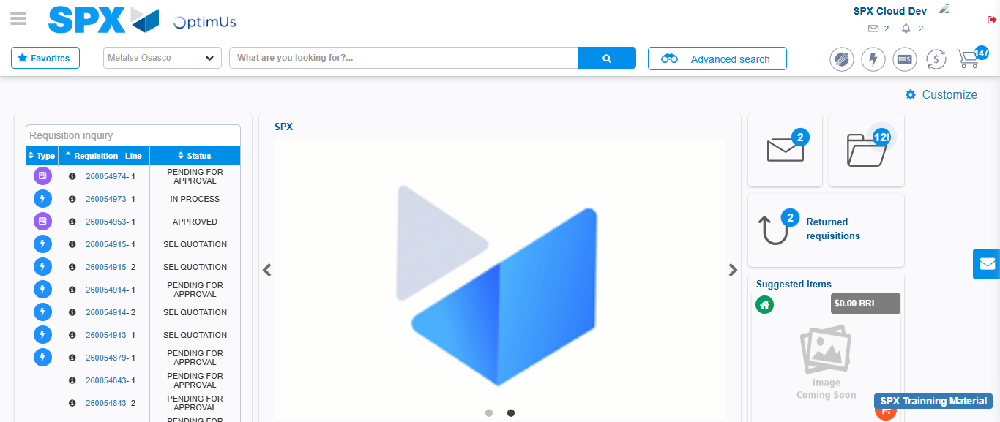 SPX
OptimUs
SPX Cloud Dev
2
2
Favorites
Metalsa Osasco
What are you looking for?...
Advanced search
147
Customize
Requisition inquiry
Type Requisition - Line Status
260054974- 1 PENDING FOR
APPROVAL
260054973- 1 IN PROCESS
260054953- 1 APPROVED
260054915- 1 SEL QUOTATION
260054915- 2 SEL QUOTATION
260054914- 1 PENDING FOR
APPROVAL
260054914- 2 SEL QUOTATION
260054913- 1 SEL QUOTATION
260054879- 1 PENDING FOR
APPROVAL
260054843- 1 PENDING FOR
APPROVAL
260054843- 2 PENDING FOR
APPROVAL
PENDING FOR
SPX
2
2
Returned
requisitions
Suggested items
$0.00 BRL
Image
Coming Soon
SPX Trainning Material